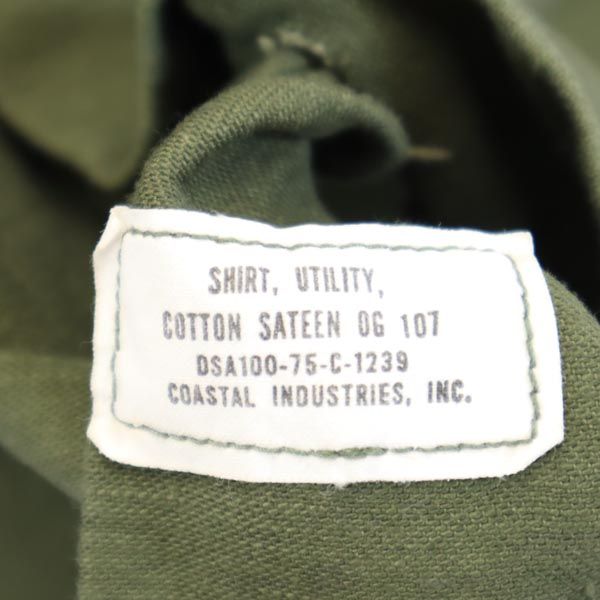 SHIRT, UTILITY,
COTTON SATEEN OG 107
DSA100-75-C-1239
COASTAL INDUSTRIES, INC.